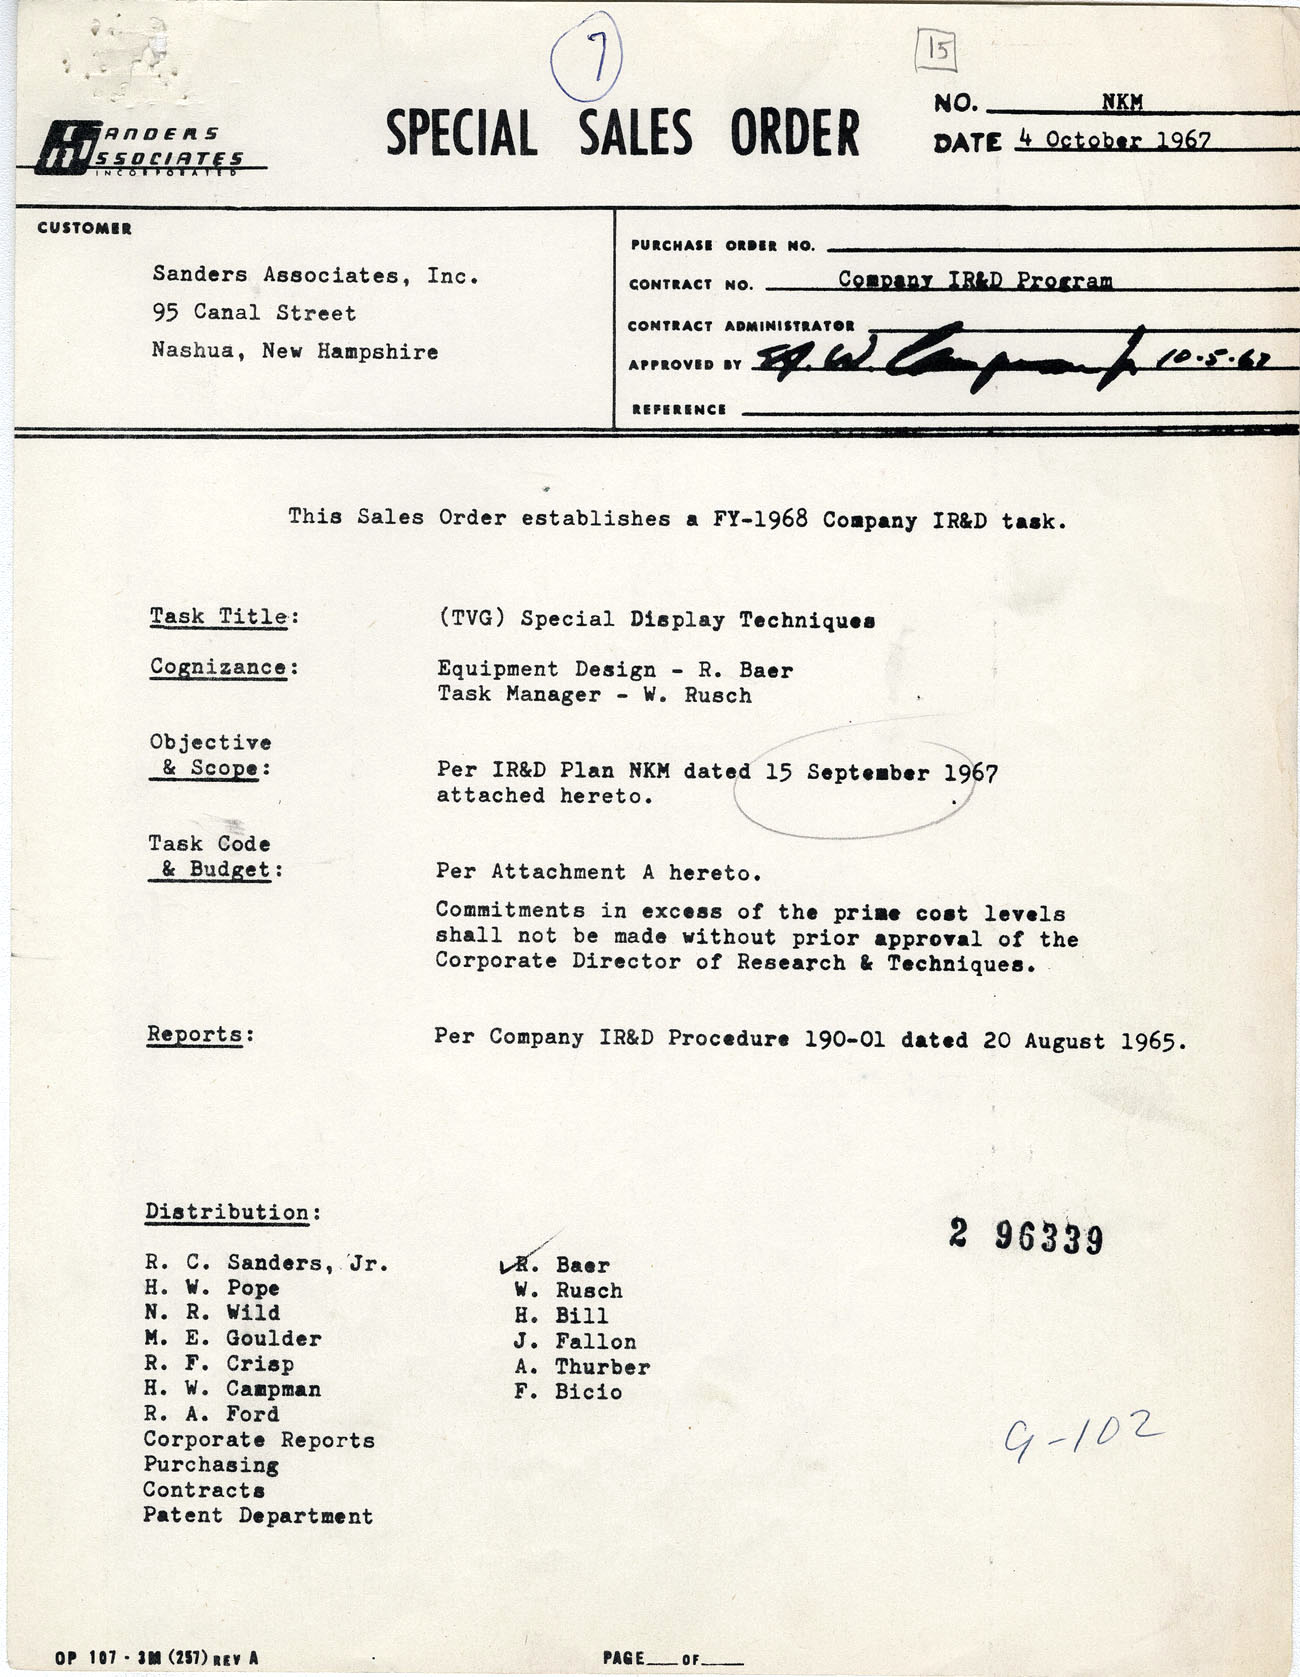 7
15
SANDERS
ASSOCIATES
INCORPORATED
SPECIAL SALES ORDER
NO. NKM
DATE 4 October 1967
CUSTOMER
Sanders Associates, Inc.
95 Canal Street
Nashua, New Hampshire
PURCHASE ORDER NO.
CONTRACT NO. Company IR&D Program
CONTRACT ADMINISTRATOR
APPROVED BY H. W. Campman Jr 10-5-67
REFERENCE
This Sales Order establishes a FY-1968 Company IR&D task.
Task Title: (TVG) Special Display Techniques
Cognizance: Equipment Design - R. Baer
Task Manager - W. Rusch
Objective
& Scope: Per IR&D Plan NKM dated 15 September 1967
attached hereto.
Task Code
& Budget: Per Attachment A hereto.
Commitments in excess of the prime cost levels
shall not be made without prior approval of the
Corporate Director of Research & Techniques.
Reports: Per Company IR&D Procedure 190-01 dated 20 August 1965.
Distribution:
2 96339
R. C. Sanders, Jr.
H. W. Pope
N. R. Wild
M. E. Goulder
R. F. Crisp
H. W. Campman
R. A. Ford
Corporate Reports
Purchasing
Contracts
Patent Department
R. Baer
W. Rusch
H. Bill
J. Fallon
A. Thurber
F. Bicio
G-102
OP 107 - 3M (257) REV A
PAGE OF